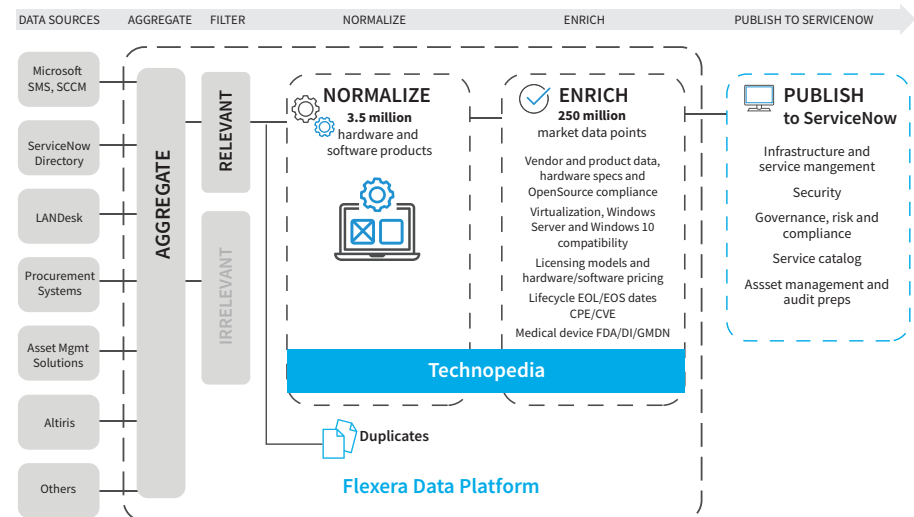 DATA SOURCES
AGGREGATE
FILTER
NORMALIZE
ENRICH
PUBLISH TO SERVICENOW
Microsoft
SMS, SCCM
ServiceNow
Directory
LANDesk
Procurement
Systems
Asset Mgmt
Solutions
Altiris
Others
AGGREGATE
RELEVANT
IRRELEVANT
NORMALIZE
3.5 million
hardware and
software products
ENRICH
250 million
market data points
Vendor and product data,
hardware specs and
OpenSource compliance
Virtualization, Windows
Server and Windows 10
compatibility
Licensing models and
hardware/software pricing
Lifecycle EOL/EOS dates
CPE/CVE
Medical device FDA/DI/GMDN
Technopedia
Duplicates
Flexera Data Platform
PUBLISH
to ServiceNow
Infrastructure and
service mangement
Security
Governance, risk and
compliance
Service catalog
Assset management and
audit preps